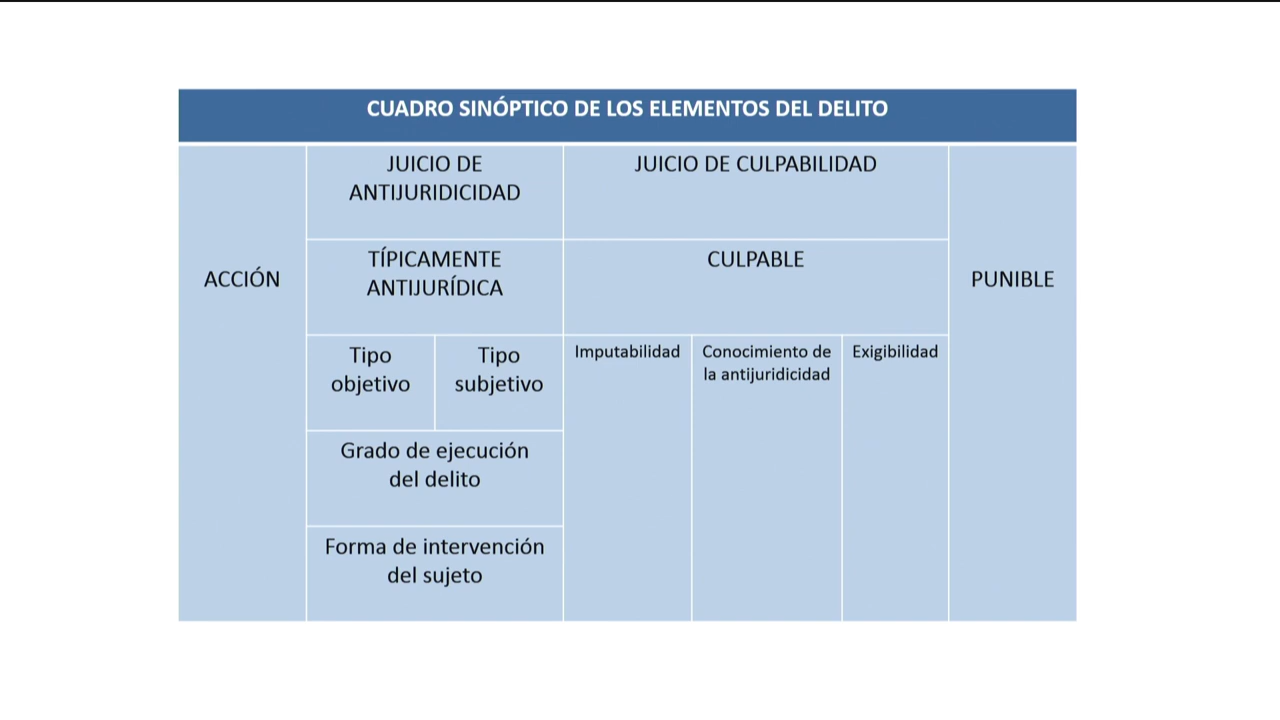 CUADRO SINÓPTICO DE LOS ELEMENTOS DEL DELITO
ACCIÓN
JUICIO DE
ANTIJURIDICIDAD
JUICIO DE CULPABILIDAD
PUNIBLE
TÍPICAMENTE
ANTIJURÍDICA
CULPABLE
Tipo
objetivo
Tipo
subjetivo
Imputabilidad
Conocimiento de
la antijuridicidad
Exigibilidad
Grado de ejecución
del delito
Forma de intervención
del sujeto